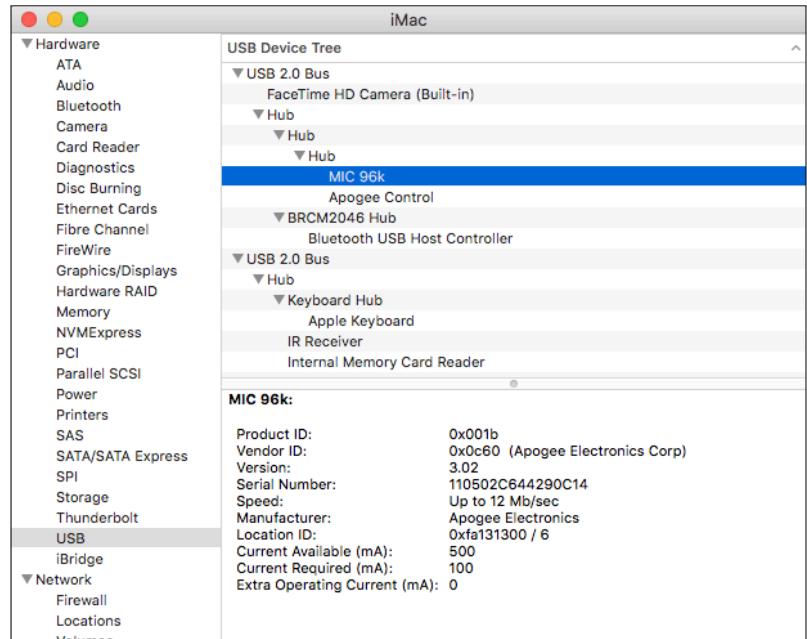 iMac
Hardware
ATA
Audio
Bluetooth
Camera
Card Reader
Diagnostics
Disc Burning
Ethernet Cards
Fibre Channel
FireWire
Graphics/Displays
Hardware RAID
Memory
NVMExpress
PCI
Parallel SCSI
Power
Printers
SAS
SATA/SATA Express
SPI
Storage
Thunderbolt
USB
iBridge
Network
Firewall
Locations
Volumes
USB Device Tree
USB 2.0 Bus
FaceTime HD Camera (Built-in)
Hub
Hub
Hub
MIC 96k
Apogee Control
BRCM2046 Hub
Bluetooth USB Host Controller
USB 2.0 Bus
Hub
Keyboard Hub
Apple Keyboard
IR Receiver
Internal Memory Card Reader
MIC 96k:
Product ID: 0x001b
Vendor ID: 0x0c60 (Apogee Electronics Corp)
Version: 3.02
Serial Number: 110502C644290C14
Speed: Up to 12 Mb/sec
Manufacturer: Apogee Electronics
Location ID: 0xfa131300 / 6
Current Available (mA): 500
Current Required (mA): 100
Extra Operating Current (mA): 0